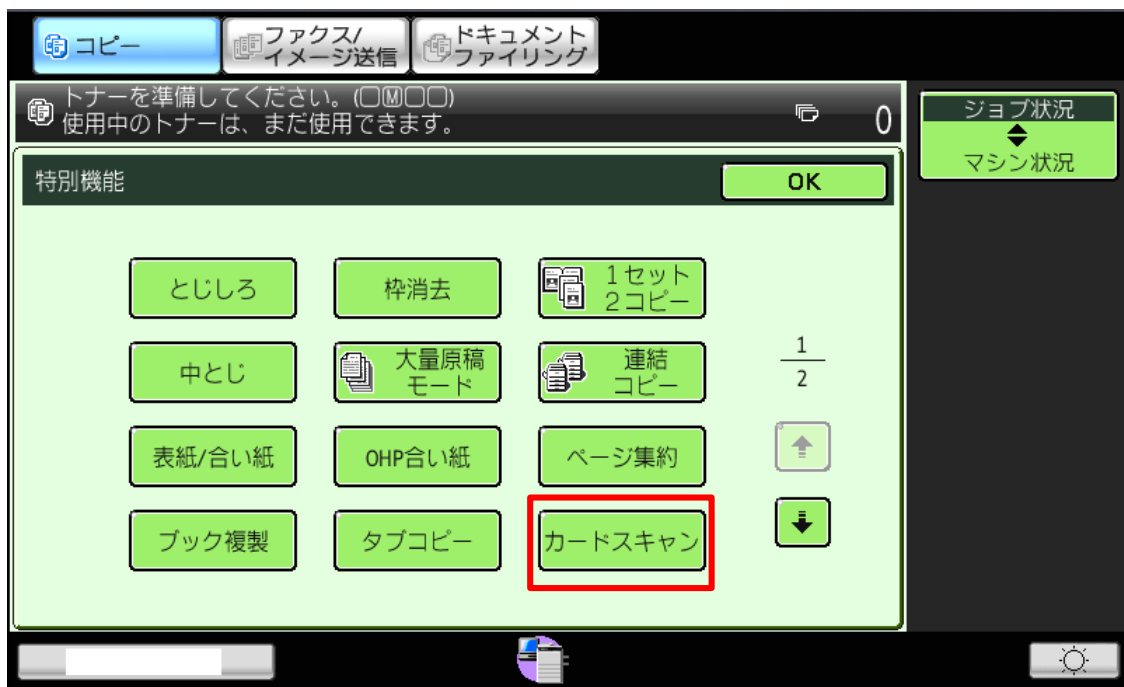 コピー
ファクス/
イメージ送信
ドキュメント
ファイリング
トナーを準備してください。(□Ⓜ□□)
使用中のトナーは、まだ使用できます。
0
ジョブ状況
マシン状況
特別機能
OK
とじしろ
枠消去
1セット
2コピー
中とじ
大量原稿
モード
連結
コピー
1
2
表紙/合い紙
OHP合い紙
ページ集約
ブック複製
タブコピー
カードスキャン